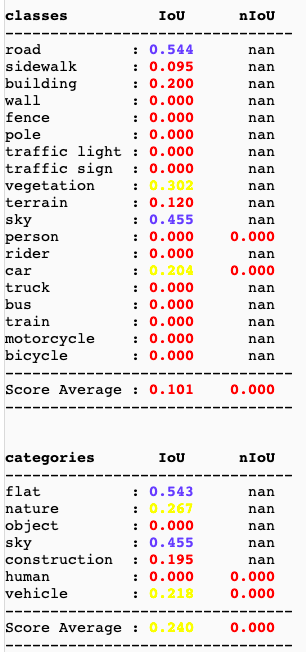 classes IoU nIoU
--------------------------------
road : 0.544 nan
sidewalk : 0.095 nan
building : 0.200 nan
wall : 0.000 nan
fence : 0.000 nan
pole : 0.000 nan
traffic light : 0.000 nan
traffic sign : 0.000 nan
vegetation : 0.302 nan
terrain : 0.120 nan
sky : 0.455 nan
person : 0.000 0.000
rider : 0.000 nan
car : 0.204 0.000
truck : 0.000 nan
bus : 0.000 nan
train : 0.000 nan
motorcycle : 0.000 nan
bicycle : 0.000 nan
--------------------------------
Score Average : 0.101 0.000
--------------------------------
categories IoU nIoU
--------------------------------
flat : 0.543 nan
nature : 0.267 nan
object : 0.000 nan
sky : 0.455 nan
construction : 0.195 nan
human : 0.000 0.000
vehicle : 0.218 0.000
--------------------------------
Score Average : 0.240 0.000
--------------------------------